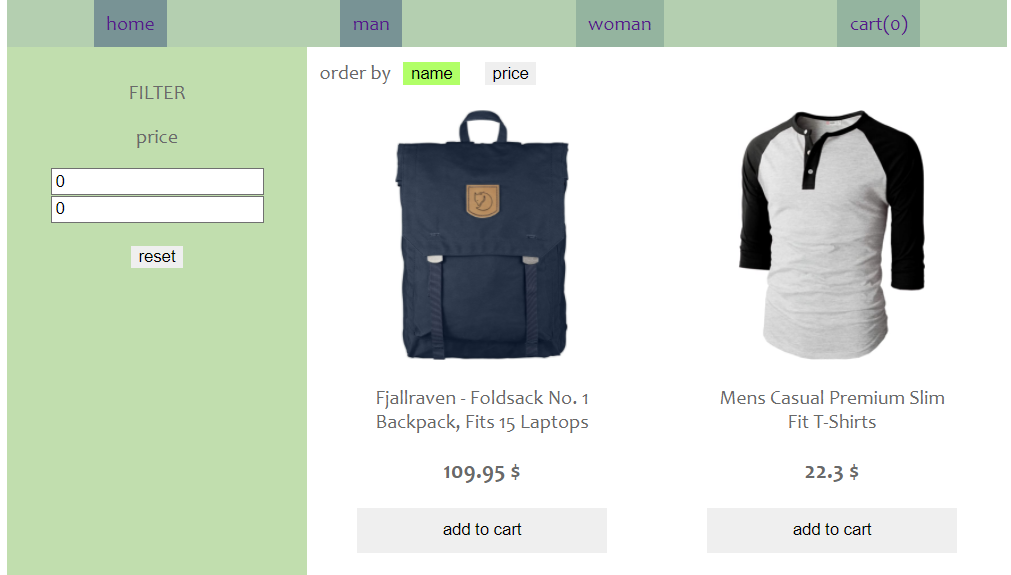 home man woman cart(0)
FILTER
price
0
0
reset
order by name price
Fjallraven - Foldsack No. 1
Backpack, Fits 15 Laptops
109.95 $
add to cart
Mens Casual Premium Slim
Fit T-Shirts
22.3 $
add to cart